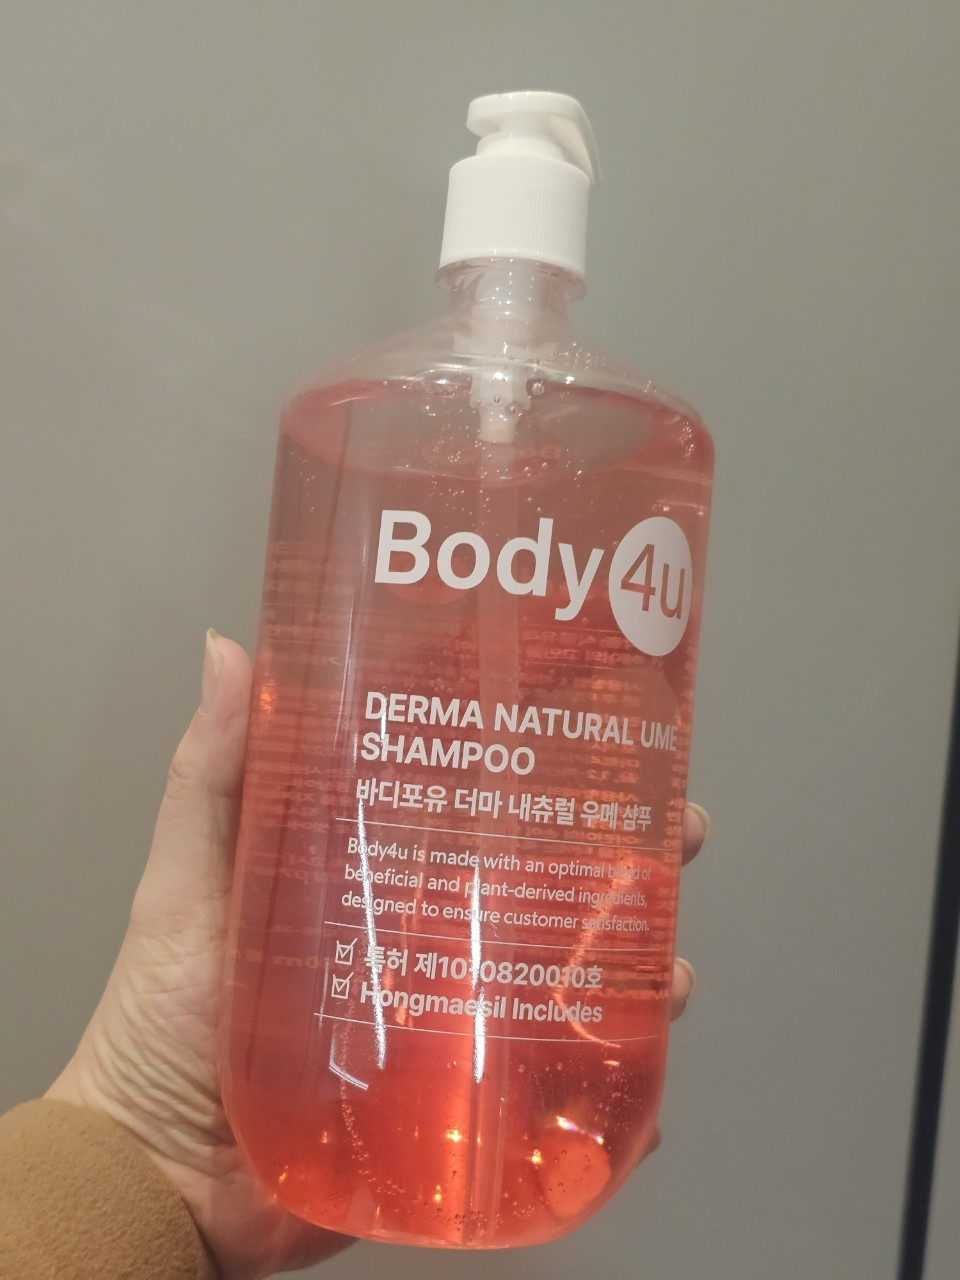 Body4u
DERMA NATURAL UME
SHAMPOO
바디포유 더마 내츄럴 우메 샴푸
Body4u is made with an optimal blend of
beneficial and plant-derived ingredients,
designed to ensure customer satisfaction.
특허 제10-0820010호
Hongmaesil Includes